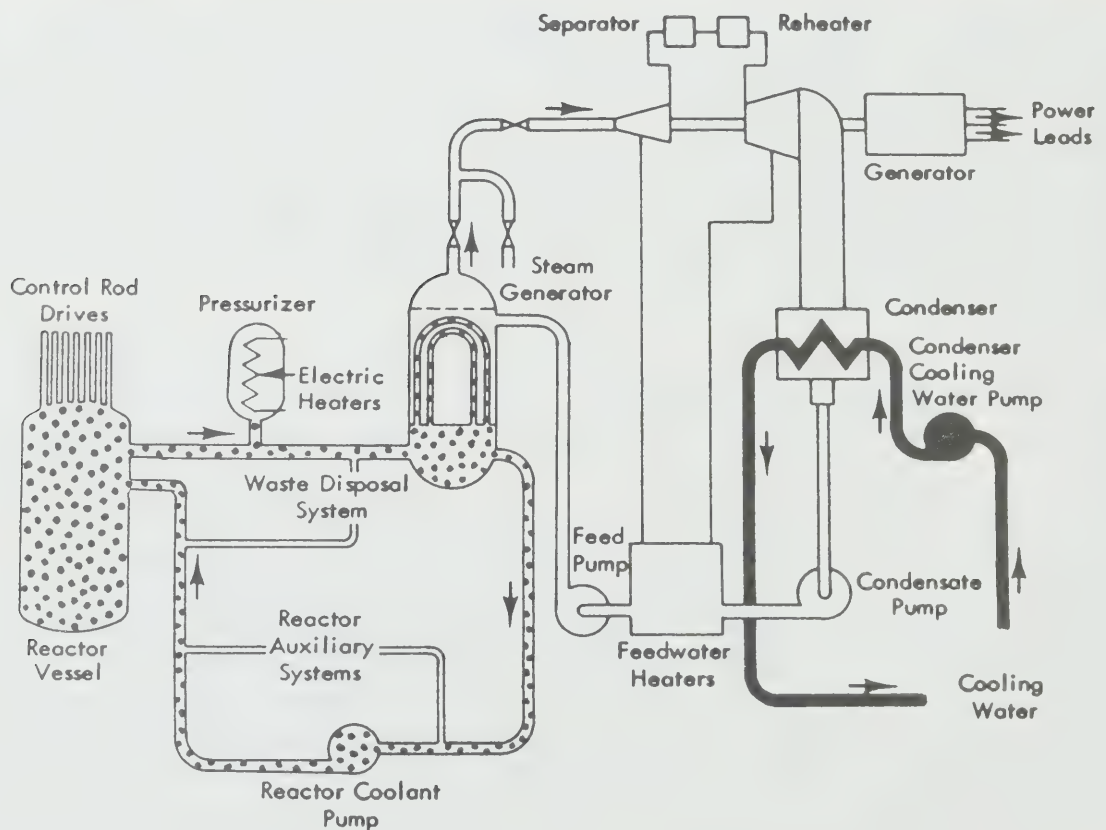 Separator
Reheater
Power
Leads
Generator
Steam
Generator
Control Rod
Drives
Pressurizer
Electric
Heaters
Condenser
Condenser
Cooling
Water Pump
Waste Disposal
System
Feed
Pump
Condensate
Pump
Reactor
Vessel
Reactor
Auxiliary
Systems
Feedwater
Heaters
Cooling
Water
Reactor Coolant
Pump